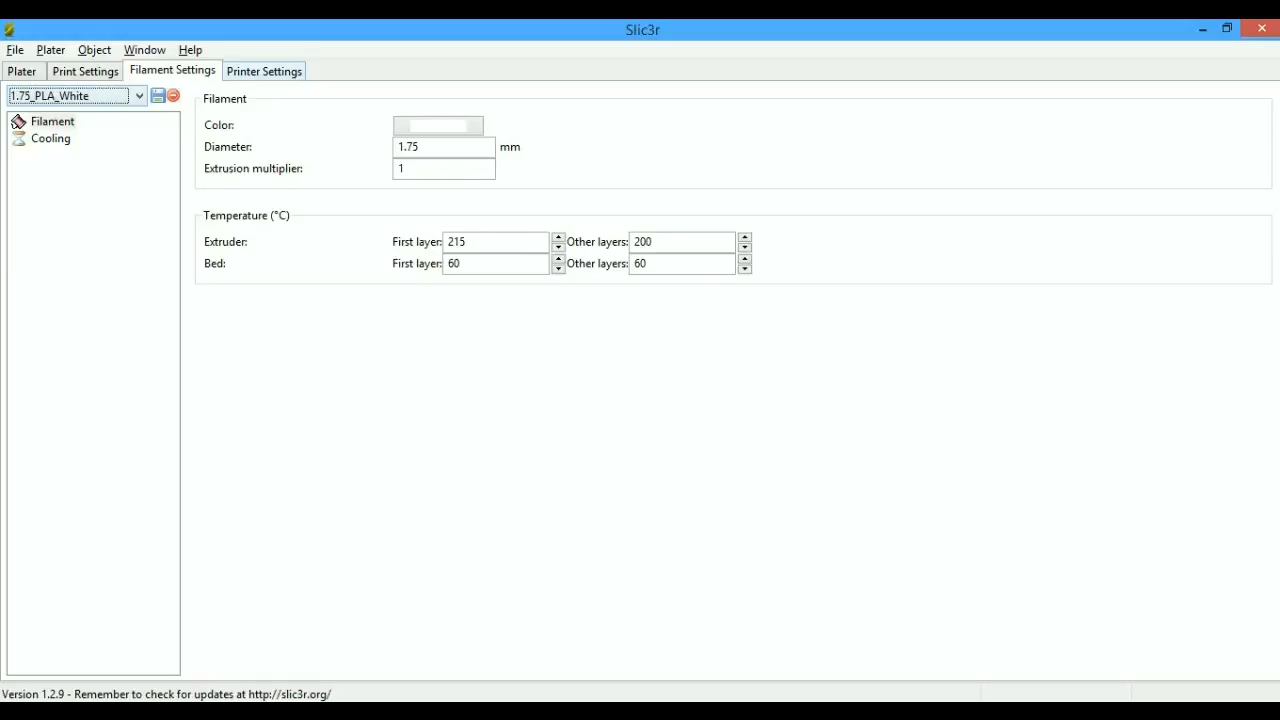 Slic3r
File Plater Object Window Help
Plater Print Settings Filament Settings Printer Settings
1.75_PLA_White
Filament
Cooling
Filament
Color:
Diameter: 1.75 mm
Extrusion multiplier: 1
Temperature (°C)
Extruder: First layer: 215 Other layers: 200
Bed: First layer: 60 Other layers: 60
Version 1.2.9 - Remember to check for updates at http://slic3r.org/